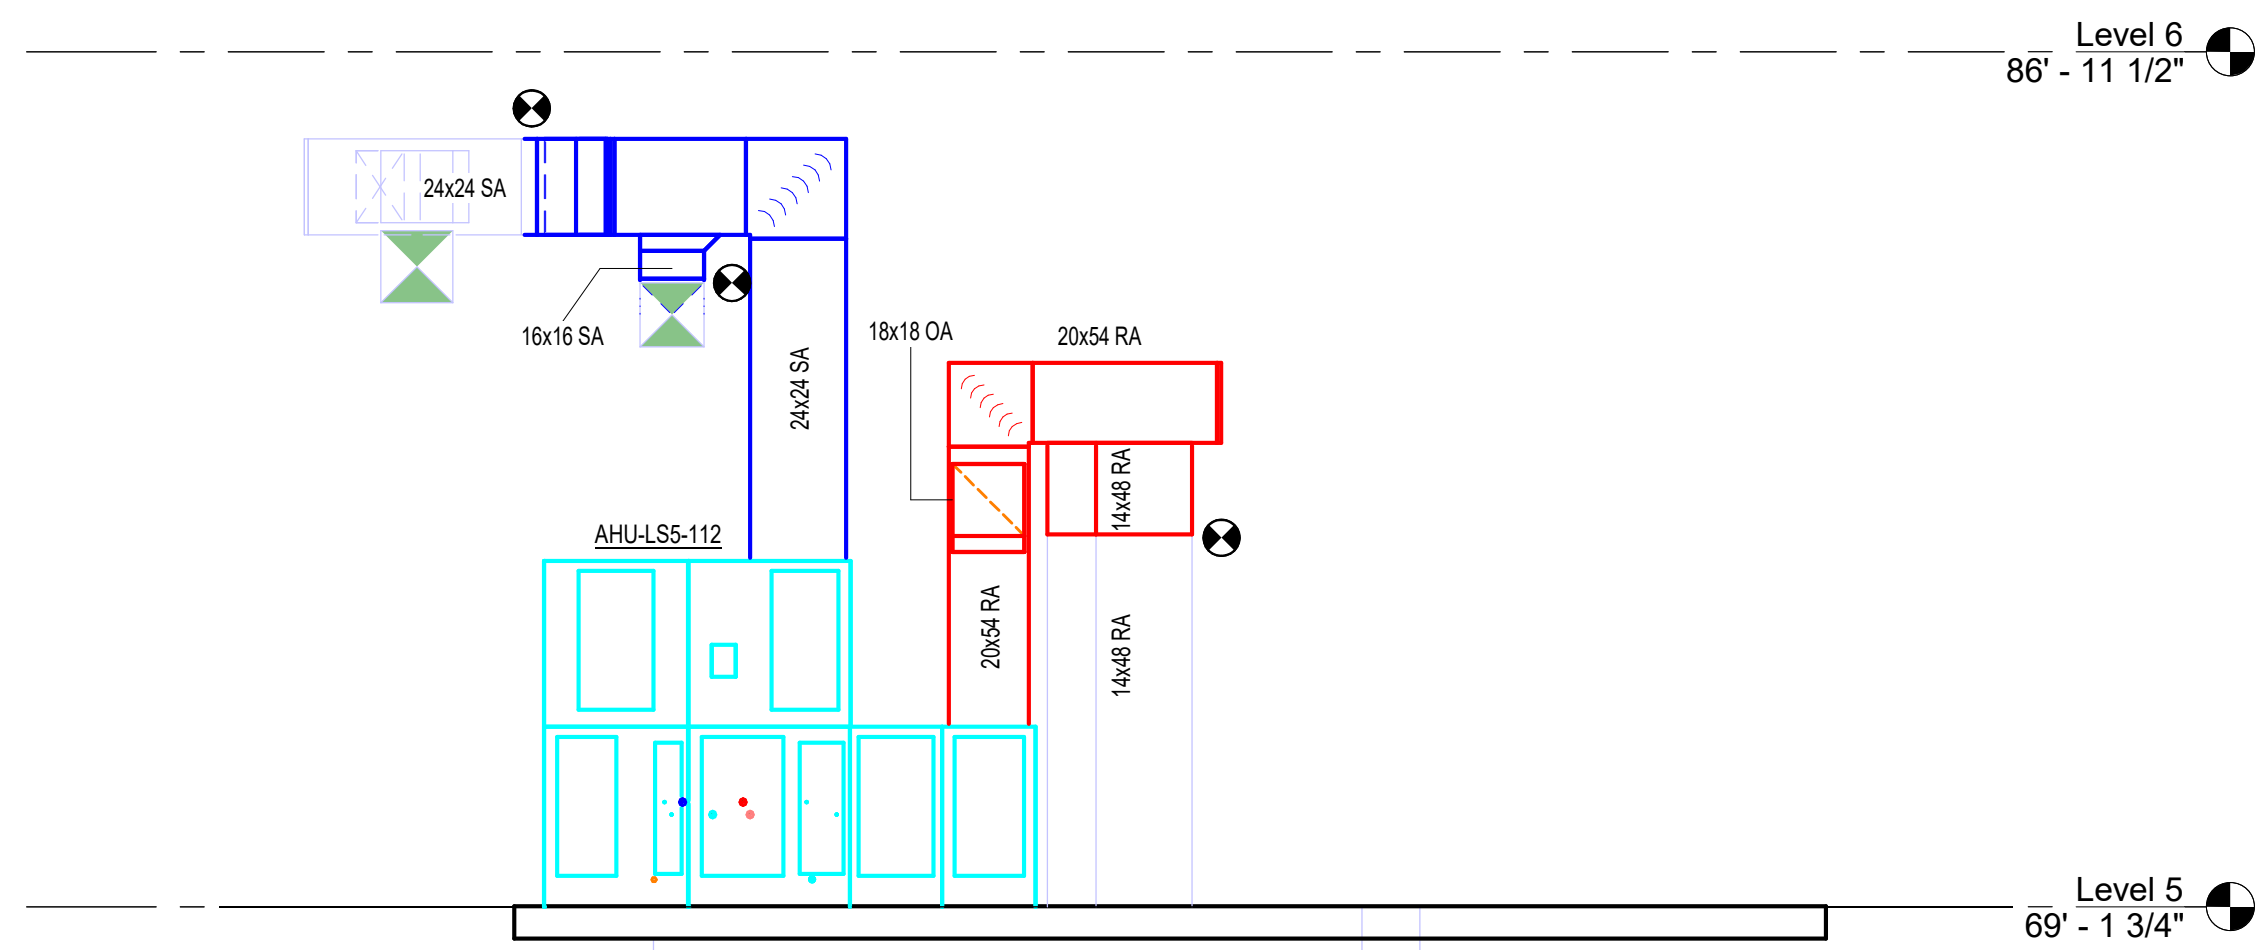 Level 6
86' - 11 1/2"
24x24 SA
16x16 SA
24x24 SA
18x18 OA
20x54 RA
14x48 RA
AHU-LS5-112
20x54 RA
14x48 RA
Level 5
69' - 1 3/4"